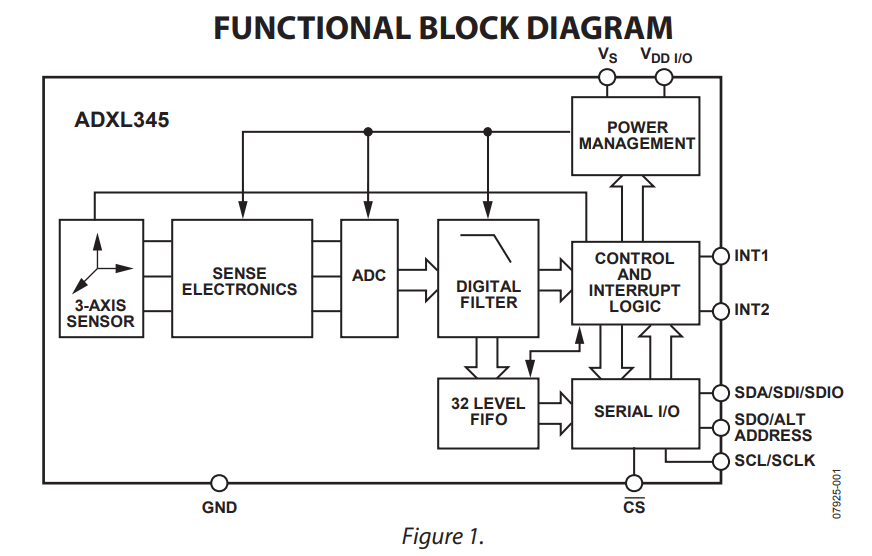 FUNCTIONAL BLOCK DIAGRAM
VS
VDD I/O
ADXL345
POWER
MANAGEMENT
3-AXIS
SENSOR
SENSE
ELECTRONICS
ADC
DIGITAL
FILTER
CONTROL
AND
INTERRUPT
LOGIC
INT1
INT2
32 LEVEL
FIFO
SERIAL I/O
SDA/SDI/SDIO
SDO/ALT
ADDRESS
SCL/SCLK
GND
CS
07925-001
Figure 1.